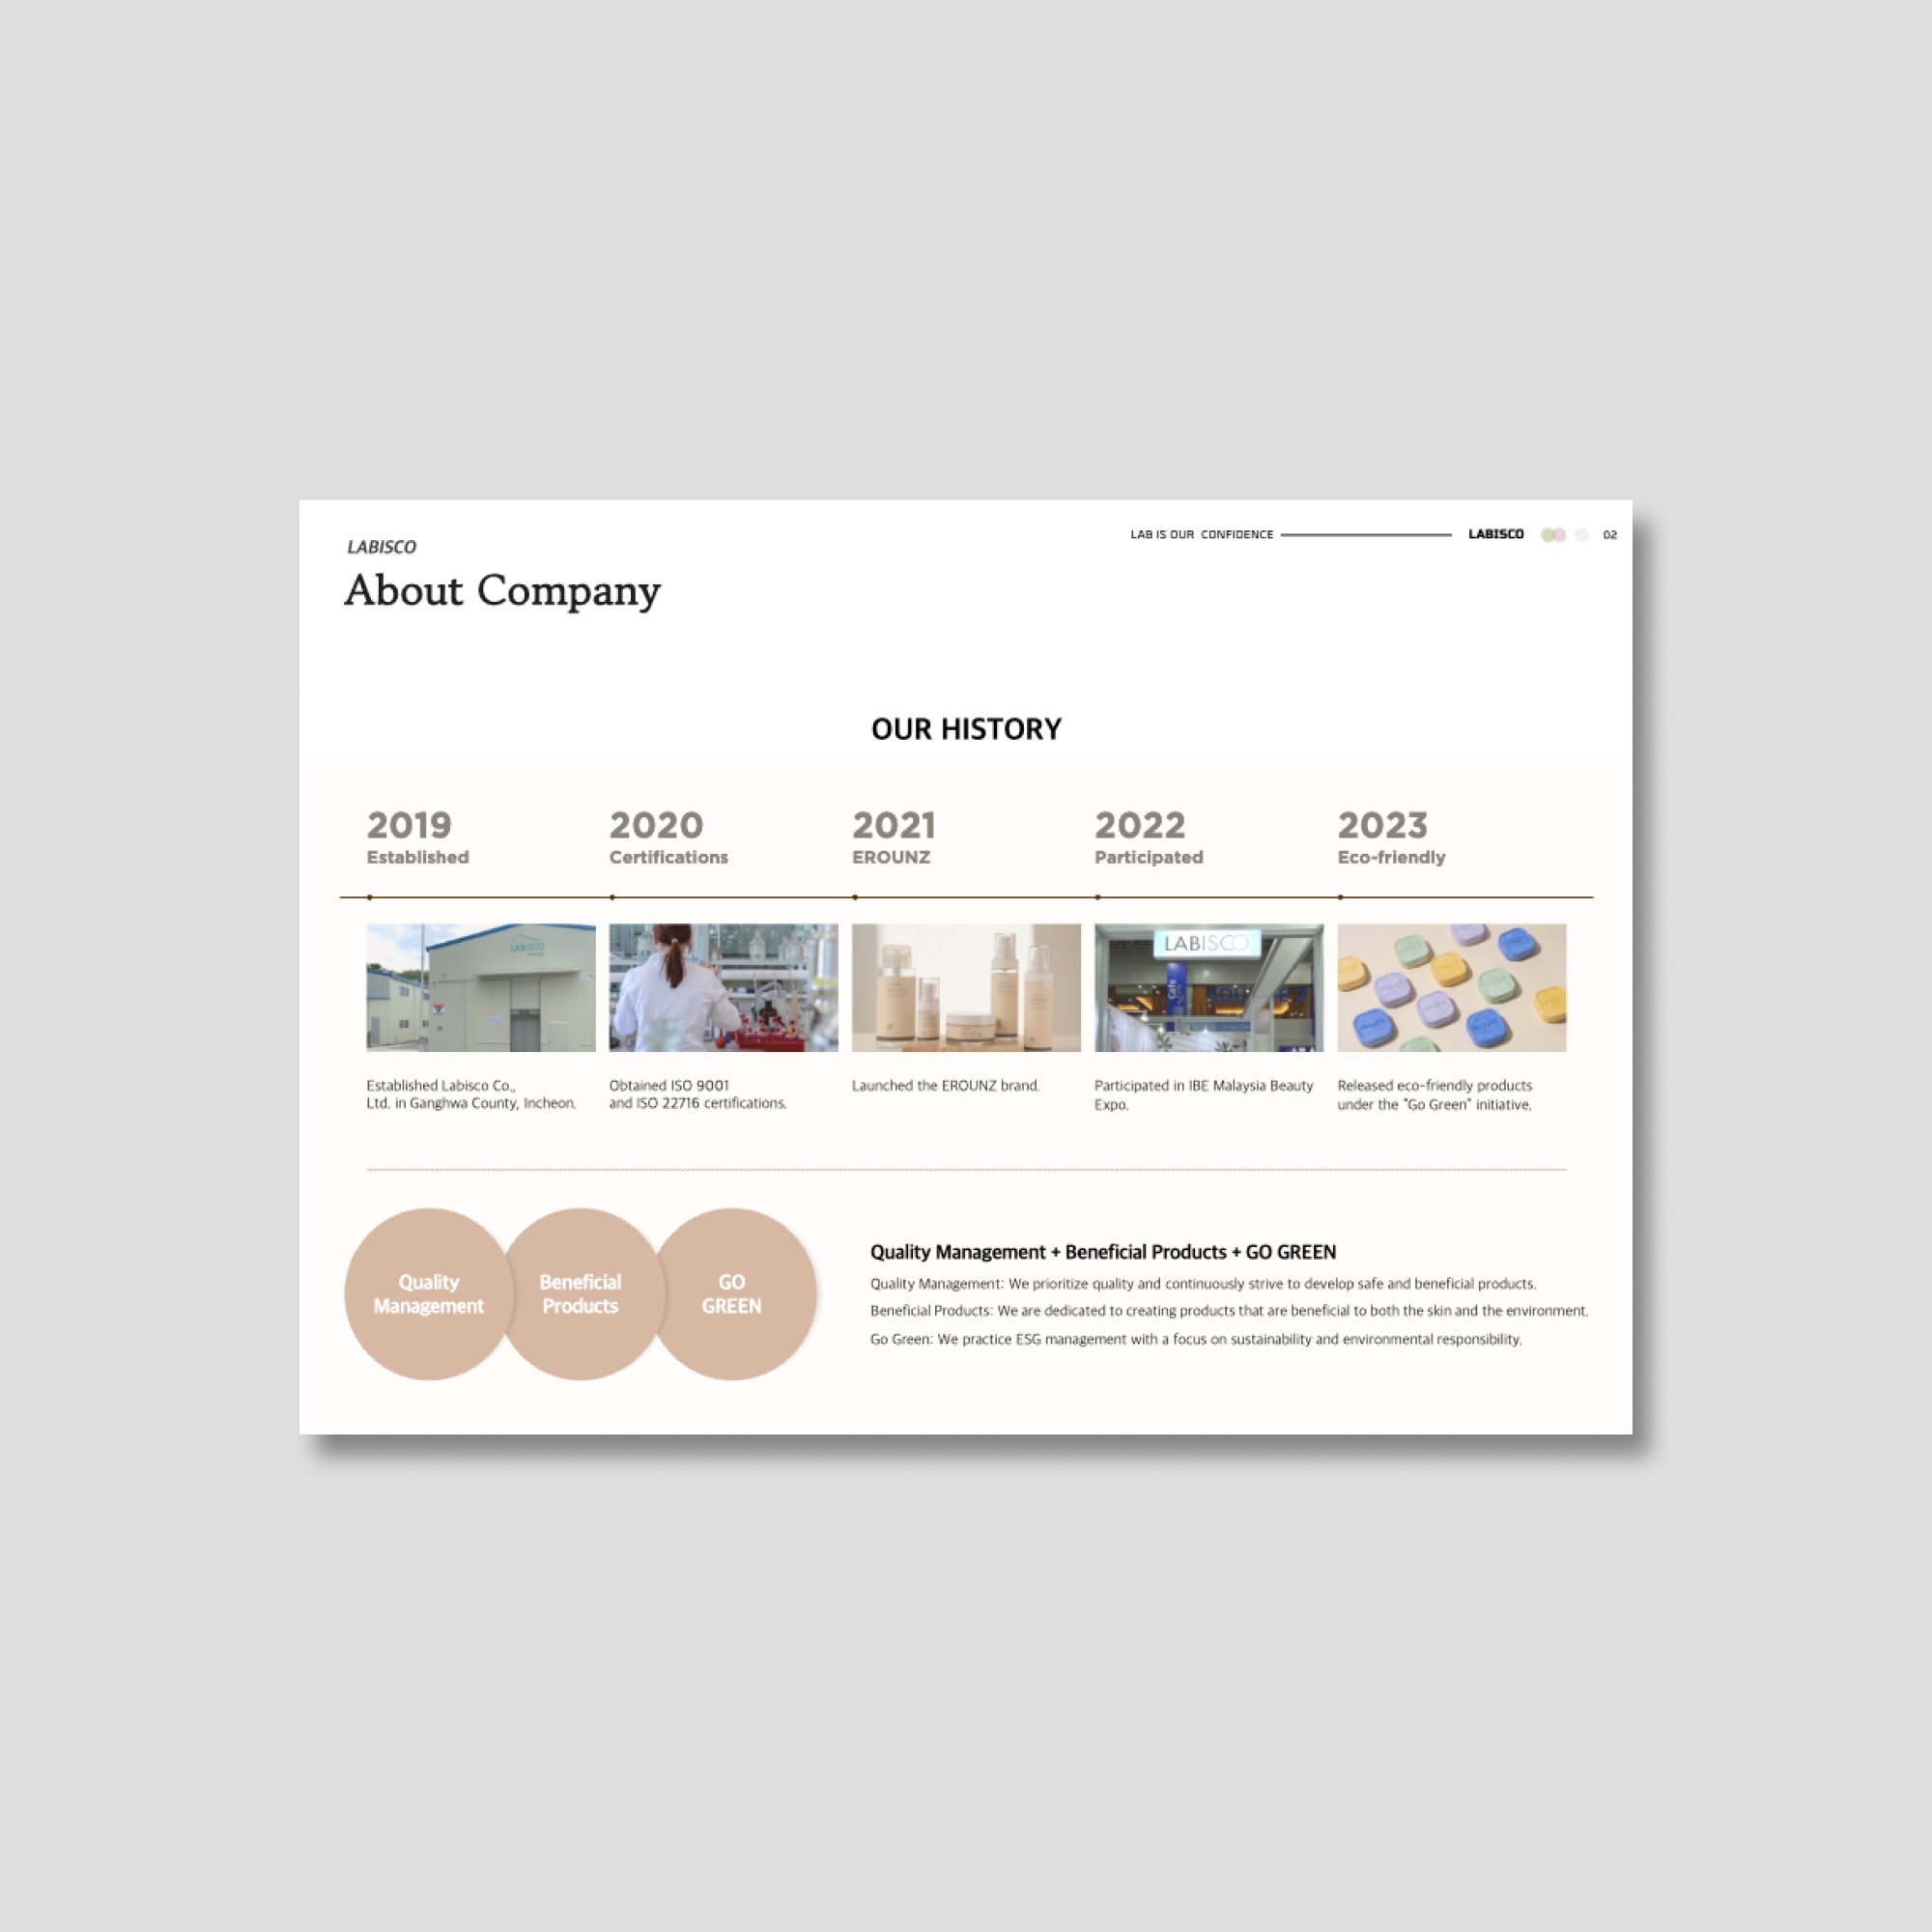 LABISCO
About Company
LAB IS OUR CONFIDENCE
LABISCO
02
OUR HISTORY
2019
Established
2020
Certifications
2021
EROUNZ
2022
Participated
2023
Eco-friendly
LABISCO
LABISCO
Cafe
Established Labisco Co.,
Ltd. in Ganghwa County, Incheon.
Obtained ISO 9001
and ISO 22716 certifications.
Launched the EROUNZ brand.
Participated in IBE Malaysia Beauty
Expo.
Released eco-friendly products
under the "Go Green" initiative.
Quality
Management
Beneficial
Products
GO
GREEN
Quality Management + Beneficial Products + GO GREEN
Quality Management: We prioritize quality and continuously strive to develop safe and beneficial products.
Beneficial Products: We are dedicated to creating products that are beneficial to both the skin and the environment.
Go Green: We practice ESG management with a focus on sustainability and environmental responsibility.